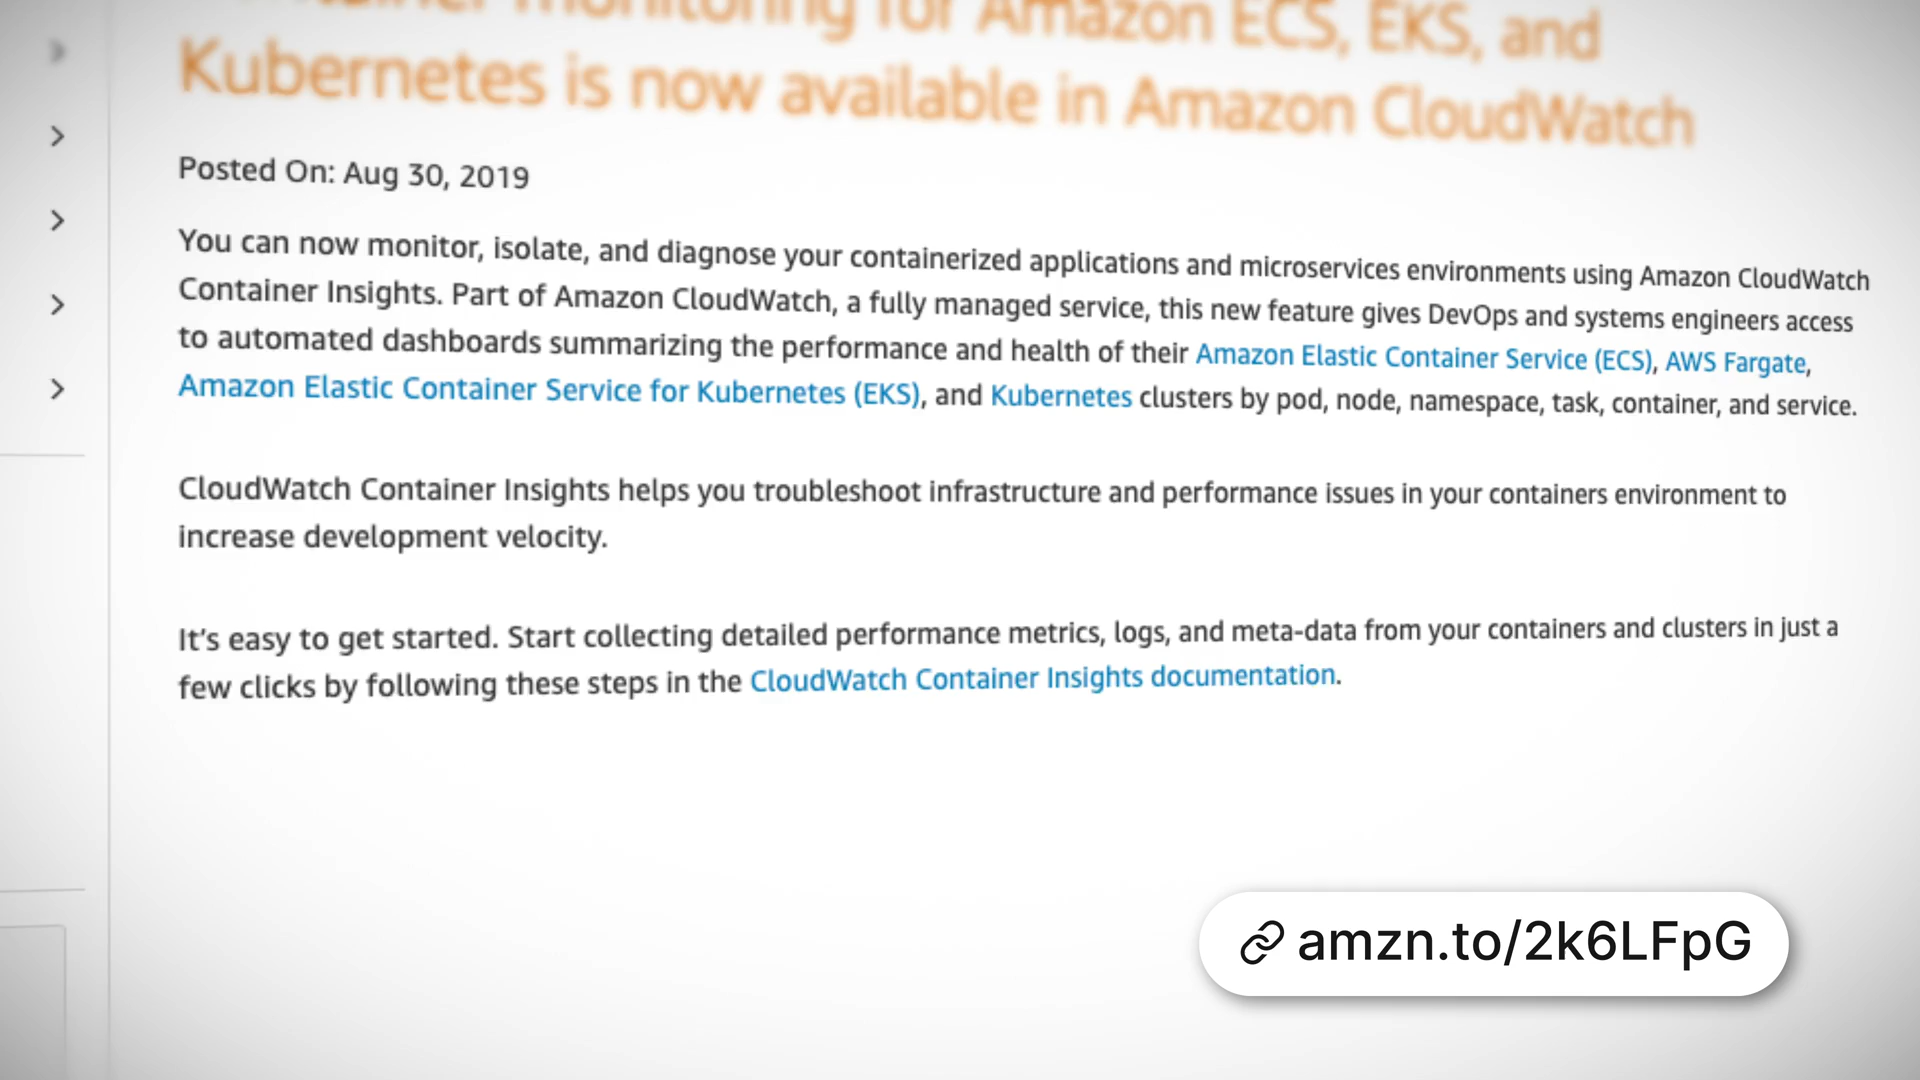 monitoring for Amazon ECS, EKS, and
Kubernetes is now available in Amazon CloudWatch
Posted On: Aug 30, 2019
You can now monitor, isolate, and diagnose your containerized applications and microservices environments using Amazon CloudWatch
Container Insights. Part of Amazon CloudWatch, a fully managed service, this new feature gives DevOps and systems engineers access
to automated dashboards summarizing the performance and health of their Amazon Elastic Container Service (ECS), AWS Fargate,
Amazon Elastic Container Service for Kubernetes (EKS), and Kubernetes clusters by pod, node, namespace, task, container, and service.
CloudWatch Container Insights helps you troubleshoot infrastructure and performance issues in your containers environment to
increase development velocity.
It’s easy to get started. Start collecting detailed performance metrics, logs, and meta-data from your containers and clusters in just a
few clicks by following these steps in the CloudWatch Container Insights documentation.
amzn.to/2k6LFpG